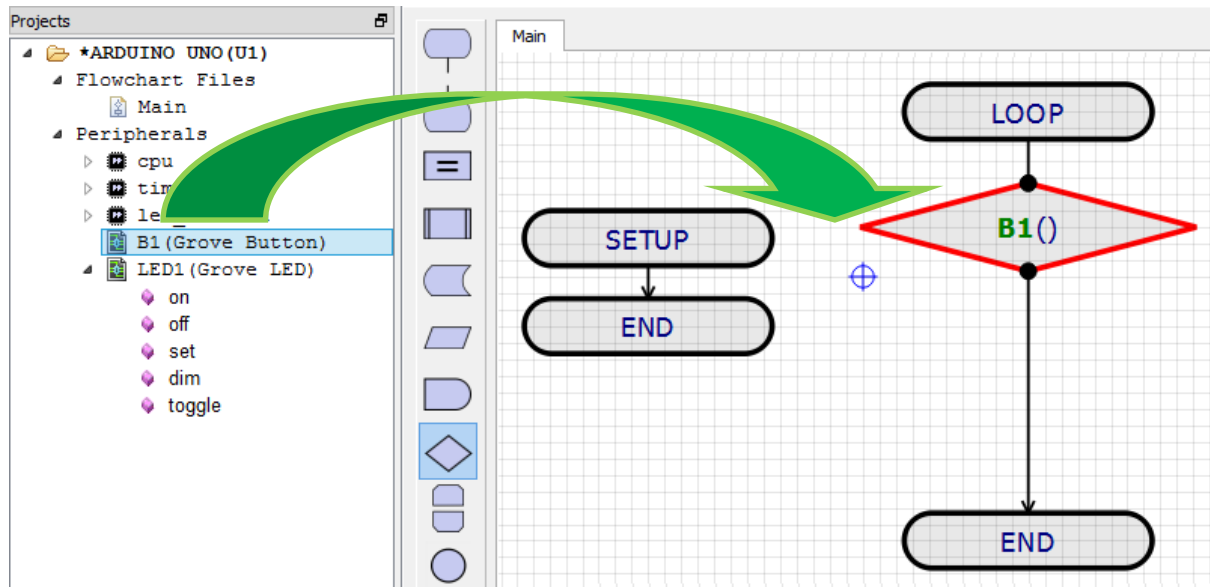 Projects
*ARDUINO UNO(U1)
Flowchart Files
Main
Peripherals
cpu
B1(Grove Button)
LED1(Grove LED)
on
off
set
dim
toggle
Main
SETUP
END
LOOP
B1()
END